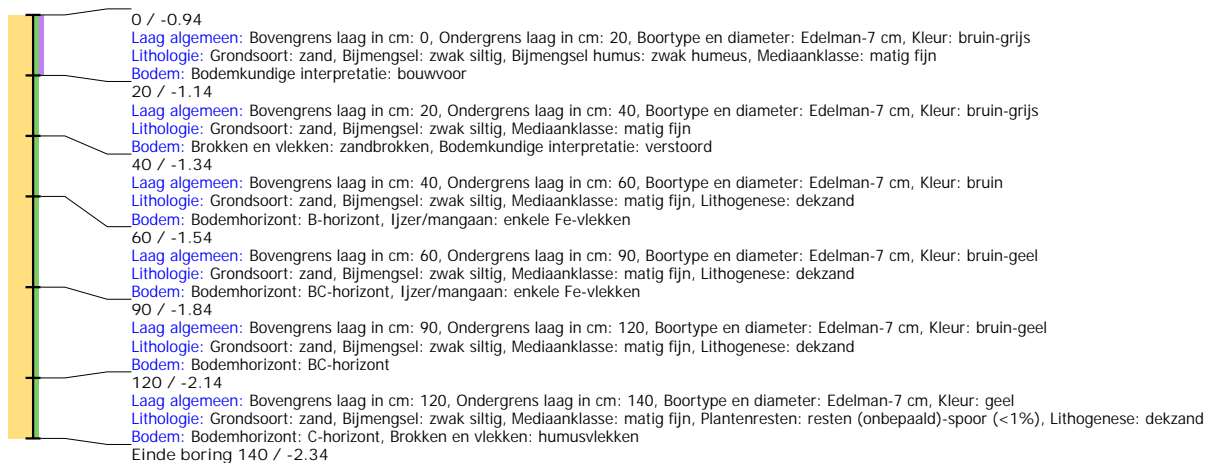 0 / -0.94
Laag algemeen: Bovengrens laag in cm: 0, Ondergrens laag in cm: 20, Boortype en diameter: Edelman-7 cm, Kleur: bruin-grijs
Lithologie: Grondsoort: zand, Bijmengsel: zwak siltig, Bijmengsel humus: zwak humeus, Mediaanklasse: matig fijn
Bodem: Bodemkundige interpretatie: bouwvoor
20 / -1.14
Laag algemeen: Bovengrens laag in cm: 20, Ondergrens laag in cm: 40, Boortype en diameter: Edelman-7 cm, Kleur: bruin-grijs
Lithologie: Grondsoort: zand, Bijmengsel: zwak siltig, Mediaanklasse: matig fijn
Bodem: Brokken en vlekken: zandbrokken, Bodemkundige interpretatie: verstoord
40 / -1.34
Laag algemeen: Bovengrens laag in cm: 40, Ondergrens laag in cm: 60, Boortype en diameter: Edelman-7 cm, Kleur: bruin
Lithologie: Grondsoort: zand, Bijmengsel: zwak siltig, Mediaanklasse: matig fijn, Lithogenese: dekzand
Bodem: Bodemhorizont: B-horizont, Ijzer/mangaan: enkele Fe-vlekken
60 / -1.54
Laag algemeen: Bovengrens laag in cm: 60, Ondergrens laag in cm: 90, Boortype en diameter: Edelman-7 cm, Kleur: bruin-geel
Lithologie: Grondsoort: zand, Bijmengsel: zwak siltig, Mediaanklasse: matig fijn, Lithogenese: dekzand
Bodem: Bodemhorizont: BC-horizont, Ijzer/mangaan: enkele Fe-vlekken
90 / -1.84
Laag algemeen: Bovengrens laag in cm: 90, Ondergrens laag in cm: 120, Boortype en diameter: Edelman-7 cm, Kleur: bruin-geel
Lithologie: Grondsoort: zand, Bijmengsel: zwak siltig, Mediaanklasse: matig fijn, Lithogenese: dekzand
Bodem: Bodemhorizont: BC-horizont
120 / -2.14
Laag algemeen: Bovengrens laag in cm: 120, Ondergrens laag in cm: 140, Boortype en diameter: Edelman-7 cm, Kleur: geel
Lithologie: Grondsoort: zand, Bijmengsel: zwak siltig, Mediaanklasse: matig fijn, Plantenresten: resten (onbepaald)-spoor (<1%), Lithogenese: dekzand
Bodem: Bodemhorizont: C-horizont, Brokken en vlekken: humusvlekken
Einde boring 140 / -2.34